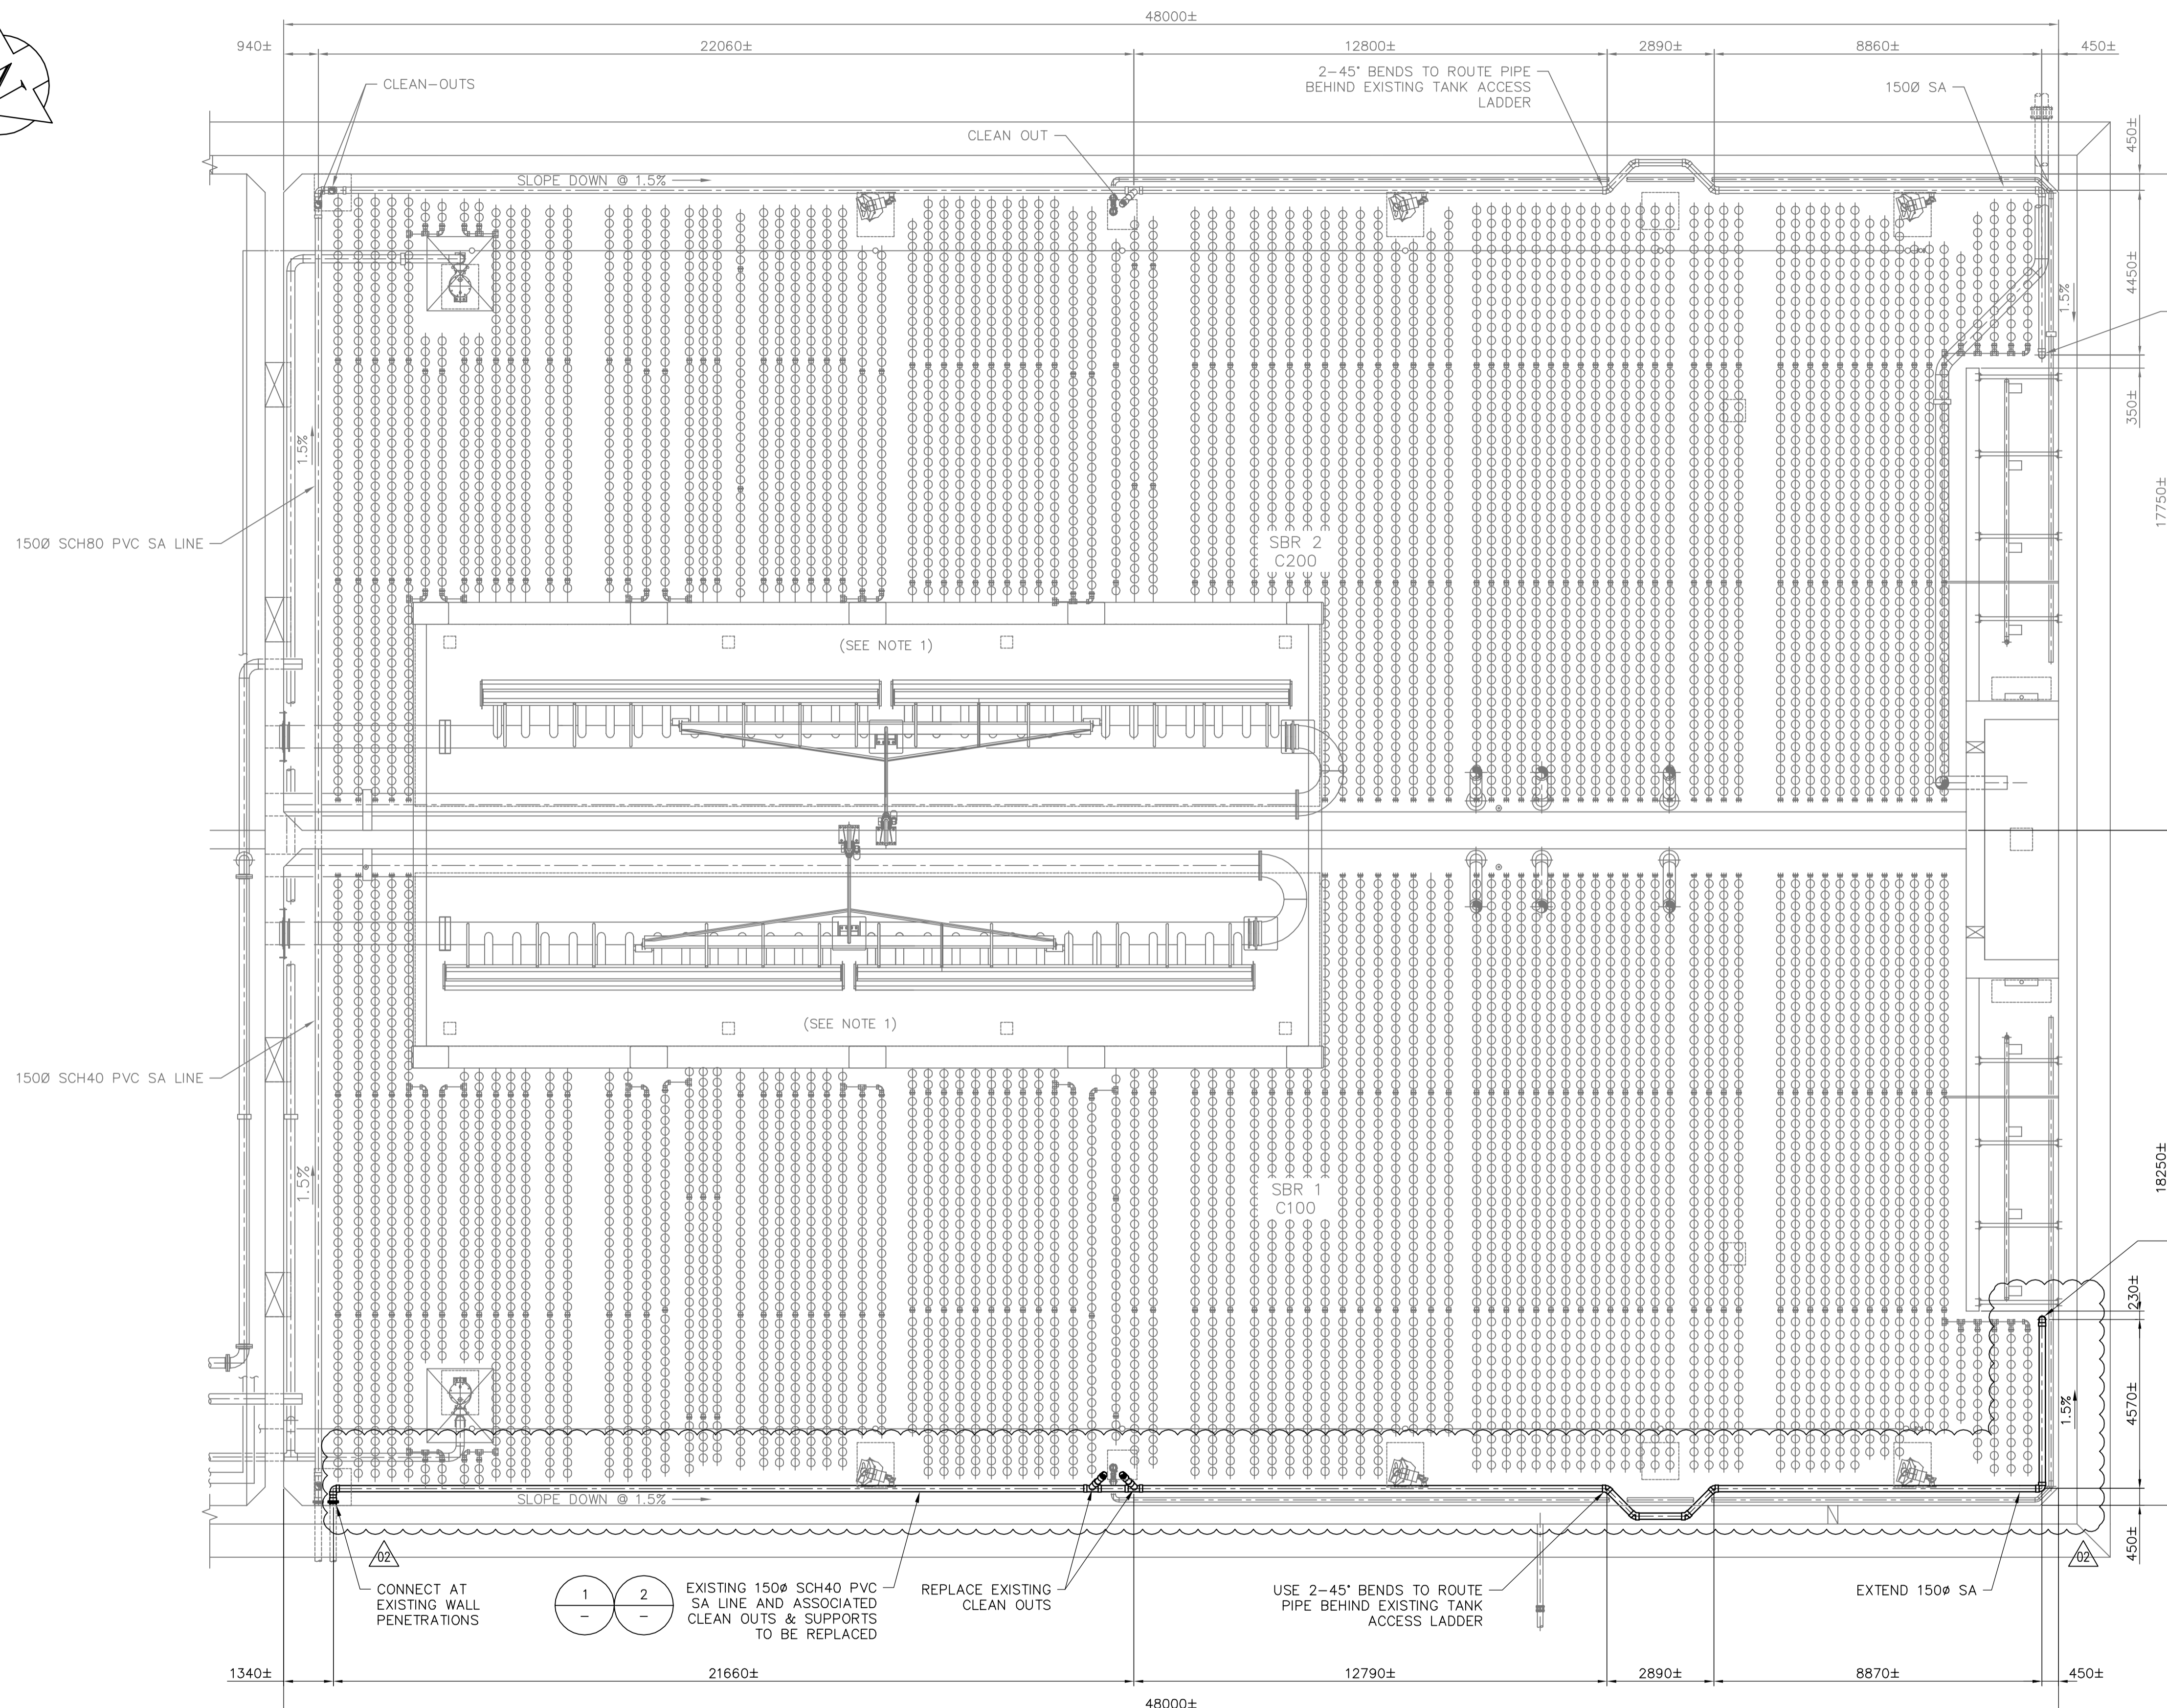 48000±
940±
22060±
12800±
2890±
8860±
450±
CLEAN-OUTS
2-45° BENDS TO ROUTE PIPE
BEHIND EXISTING TANK ACCESS
LADDER
150Ø SA
CLEAN OUT
450±
SLOPE DOWN @ 1.5%
4450±
1.5%
350±
1.5%
17750±
150Ø SCH80 PVC SA LINE
SBR 2
C200
(SEE NOTE 1)
(SEE NOTE 1)
150Ø SCH40 PVC SA LINE
1.5%
SBR 1
C100
18250±
230±
4570±
1.5%
SLOPE DOWN @ 1.5%
450±
02
02
CONNECT AT
EXISTING WALL
PENETRATIONS
1
–
2
–
EXISTING 150ø SCH40 PVC
SA LINE AND ASSOCIATED
CLEAN OUTS & SUPPORTS
TO BE REPLACED
REPLACE EXISTING
CLEAN OUTS
USE 2-45° BENDS TO ROUTE
PIPE BEHIND EXISTING TANK
ACCESS LADDER
EXTEND 150ø SA
1340±
21660±
12790±
2890±
8870±
450±
48000±